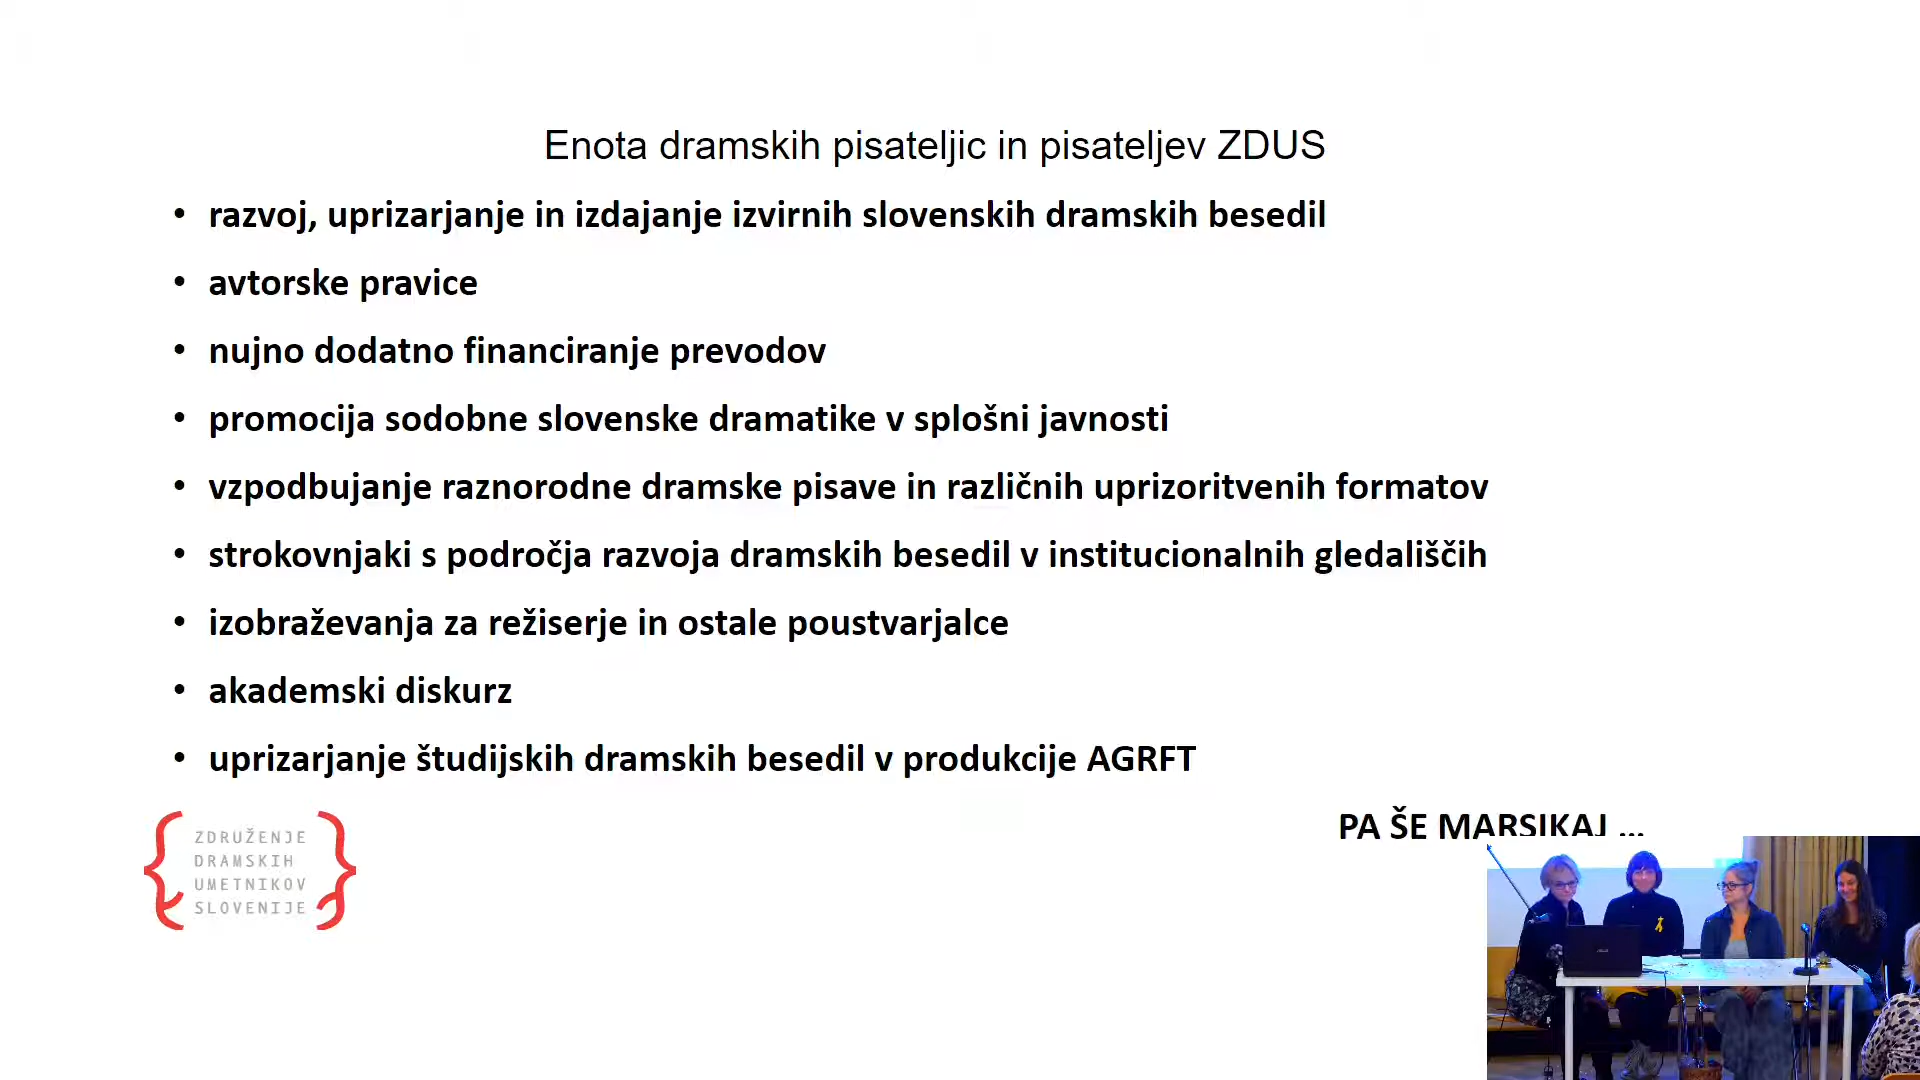 Enota dramskih pisateljic in pisateljev ZDUS
• razvoj, uprizarjanje in izdajanje izvirnih slovenskih dramskih besedil
• avtorske pravice
• nujno dodatno financiranje prevodov
• promocija sodobne slovenske dramatike v splošni javnosti
• vzpodbujanje raznorodne dramske pisave in različnih uprizoritvenih formatov
• strokovnjaki s področja razvoja dramskih besedil v institucionalnih gledališčih
• izobraževanja za režiserje in ostale poustvarjalce
• akademski diskurz
• uprizarjanje študijskih dramskih besedil v produkcije AGRFT
PA ŠE MARSIKAJ ...
ZDRUŽENJE
DRAMSKIH
UMETNIKOV
SLOVENIJE